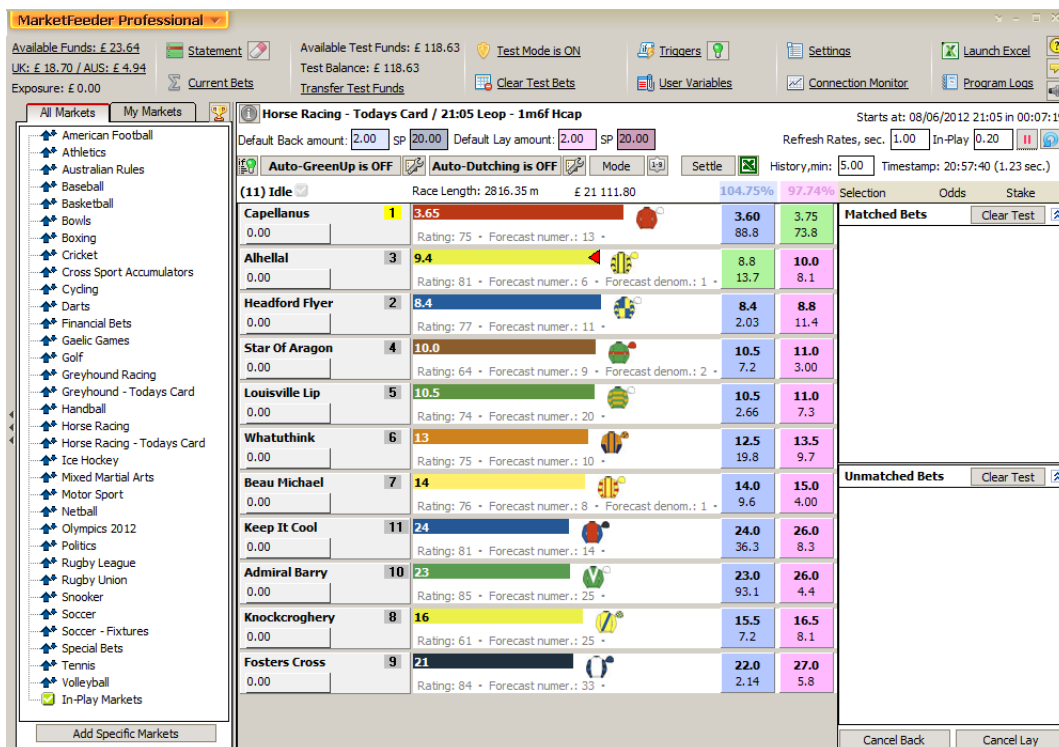 MarketFeeder Professional
Available Funds: £ 23.64
UK: £ 18.70 / AUS: £ 4.94
Exposure: £ 0.00
Statement
Current Bets
Available Test Funds: £ 118.63
Test Balance: £ 118.63
Transfer Test Funds
Test Mode is ON
Clear Test Bets
Triggers
User Variables
Settings
Connection Monitor
Launch Excel
Program Logs
All Markets My Markets
American Football
Athletics
Australian Rules
Baseball
Basketball
Bowls
Boxing
Cricket
Cross Sport Accumulators
Cycling
Darts
Financial Bets
Gaelic Games
Golf
Greyhound Racing
Greyhound - Todays Card
Handball
Horse Racing
Horse Racing - Todays Card
Ice Hockey
Mixed Martial Arts
Motor Sport
Netball
Olympics 2012
Politics
Rugby League
Rugby Union
Snooker
Soccer
Soccer - Fixtures
Special Bets
Tennis
Volleyball
In-Play Markets
Add Specific Markets
Horse Racing - Todays Card / 21:05 Leop - 1m6f Hcap
Starts at: 08/06/2012 21:05 in 00:07:19
Default Back amount: 2.00 SP 20.00 Default Lay amount: 2.00 SP 20.00
Refresh Rates, sec. 1.00 In-Play 0.20
if Auto-GreenUp is OFF Auto-Dutching is OFF Mode 1-9 Settle
History,min: 5.00 Timestamp: 20:57:40 (1.23 sec.)
(11) Idle Race Length: 2816.35 m £ 21 111.80 104.75% 97.74% Selection Odds Stake
Capellanus 1 3.65 3.60 3.75
0.00 Rating: 75 • Forecast numer.: 13 • 88.8 73.8
Alhellal 3 9.4 8.8 10.0
0.00 Rating: 81 • Forecast numer.: 6 • Forecast denom.: 1 • 13.7 8.1
Headford Flyer 2 8.4 8.4 8.8
0.00 Rating: 77 • Forecast numer.: 11 • 2.03 11.4
Star Of Aragon 4 10.0 10.5 11.0
0.00 Rating: 64 • Forecast numer.: 9 • Forecast denom.: 2 • 7.2 3.00
Louisville Lip 5 10.5 10.5 11.0
0.00 Rating: 74 • Forecast numer.: 20 • 2.66 7.3
Whatuthink 6 13 12.5 13.5
0.00 Rating: 75 • Forecast numer.: 10 • 19.8 9.7
Beau Michael 7 14 14.0 15.0
0.00 Rating: 76 • Forecast numer.: 8 • Forecast denom.: 1 • 9.6 4.00
Keep It Cool 11 24 24.0 26.0
0.00 Rating: 81 • Forecast numer.: 14 • 36.3 8.3
Admiral Barry 10 23 23.0 26.0
0.00 Rating: 85 • Forecast numer.: 25 • 93.1 4.4
Knockcroghery 8 16 15.5 16.5
0.00 Rating: 61 • Forecast numer.: 25 • 7.2 8.1
Fosters Cross 9 21 22.0 27.0
0.00 Rating: 84 • Forecast numer.: 33 • 2.14 5.8
Matched Bets Clear Test
Unmatched Bets Clear Test
Cancel Back Cancel Lay